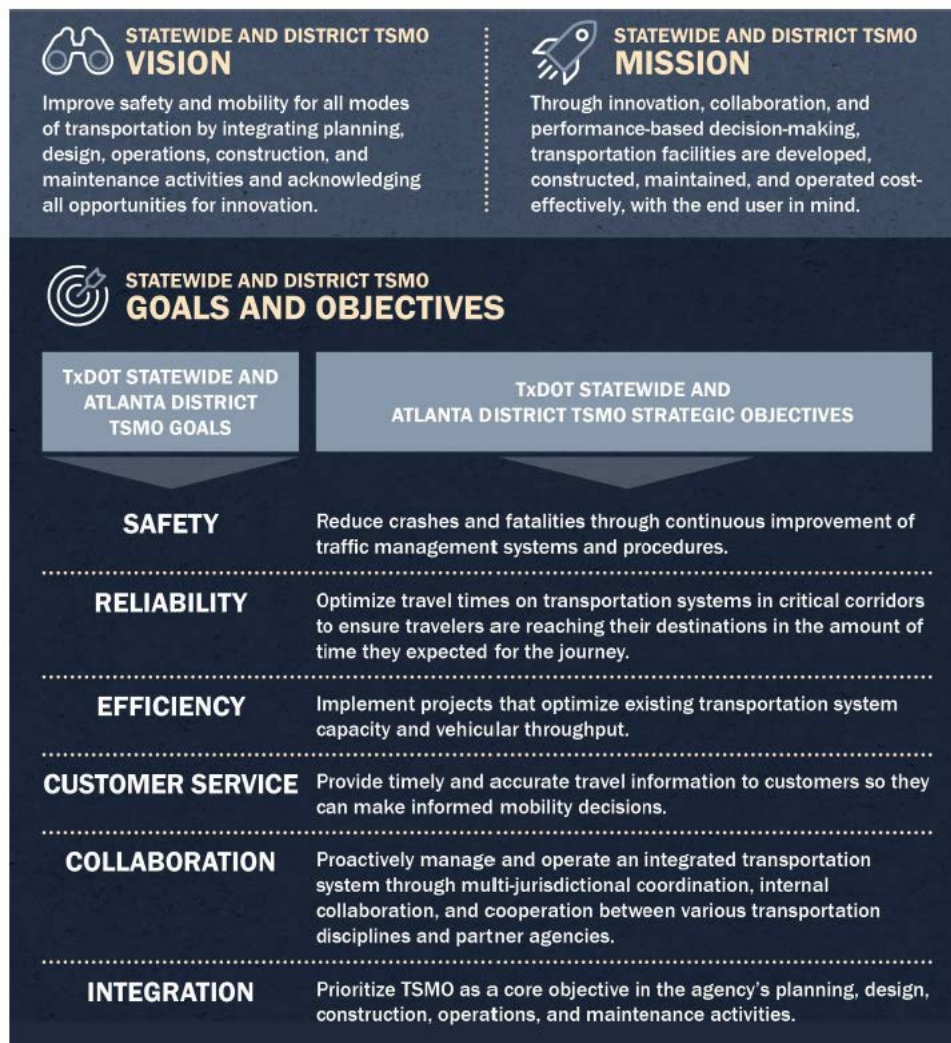 STATEWIDE AND DISTRICT TSMO
VISION
Improve safety and mobility for all modes
of transportation by integrating planning,
design, operations, construction, and
maintenance activities and acknowledging
all opportunities for innovation.
STATEWIDE AND DISTRICT TSMO
MISSION
Through innovation, collaboration, and
performance-based decision-making,
transportation facilities are developed,
constructed, maintained, and operated cost-
effectively, with the end user in mind.
STATEWIDE AND DISTRICT TSMO
GOALS AND OBJECTIVES
TxDOT STATEWIDE AND
ATLANTA DISTRICT
TSMO GOALS
TxDOT STATEWIDE AND
ATLANTA DISTRICT TSMO STRATEGIC OBJECTIVES
SAFETY
Reduce crashes and fatalities through continuous improvement of
traffic management systems and procedures.
RELIABILITY
Optimize travel times on transportation systems in critical corridors
to ensure travelers are reaching their destinations in the amount of
time they expected for the journey.
EFFICIENCY
Implement projects that optimize existing transportation system
capacity and vehicular throughput.
CUSTOMER SERVICE
Provide timely and accurate travel information to customers so they
can make informed mobility decisions.
COLLABORATION
Proactively manage and operate an integrated transportation
system through multi-jurisdictional coordination, internal
collaboration, and cooperation between various transportation
disciplines and partner agencies.
INTEGRATION
Prioritize TSMO as a core objective in the agency's planning, design,
construction, operations, and maintenance activities.